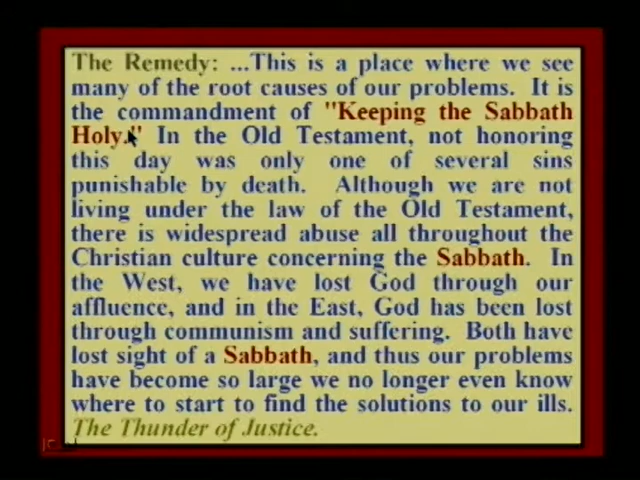 The Remedy: ...This is a place where we see
many of the root causes of our problems. It is
the commandment of "Keeping the Sabbath
Holy." In the Old Testament, not honoring
this day was only one of several sins
punishable by death. Although we are not
living under the law of the Old Testament,
there is widespread abuse all throughout the
Christian culture concerning the Sabbath. In
the West, we have lost God through our
affluence, and in the East, God has been lost
through communism and suffering. Both have
lost sight of a Sabbath, and thus our problems
have become so large we no longer even know
where to start to find the solutions to our ills.
The Thunder of Justice.